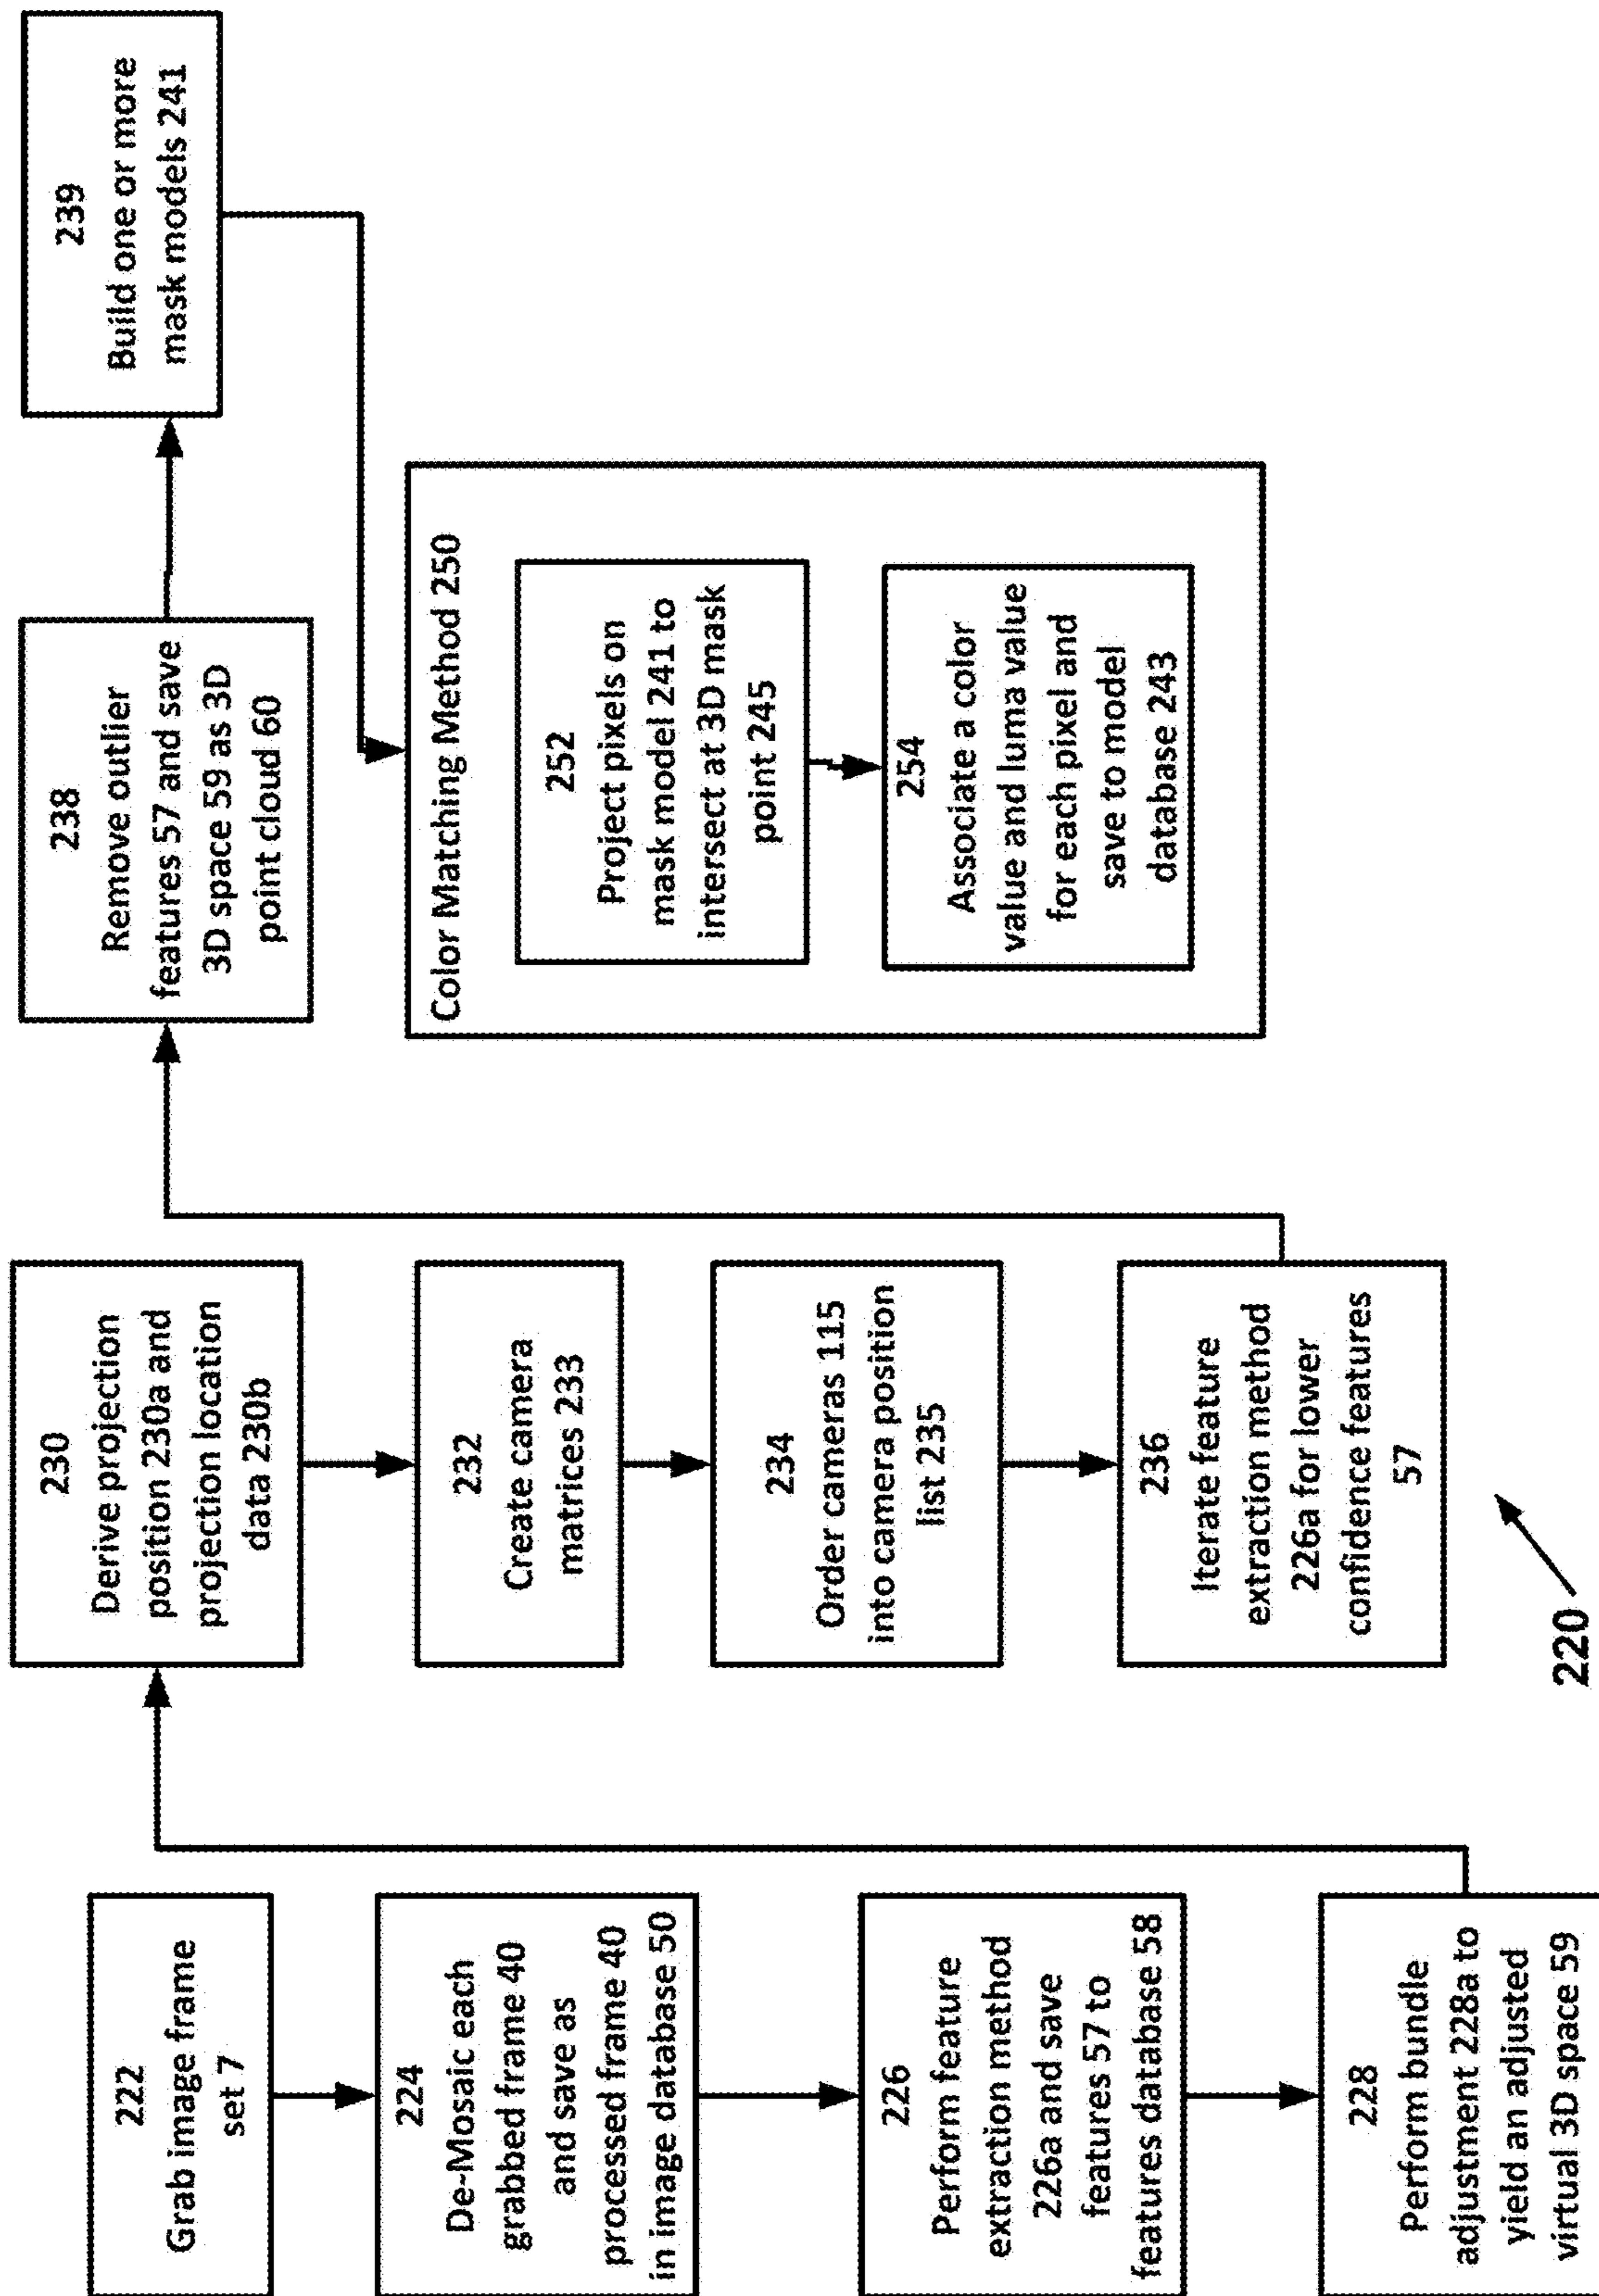 222
Grab image frame
set 7
224
De-Mosaic each
grabbed frame 40
and save as
processed frame 40
in image database 50
226
Perform feature
extraction method
226a and save
features 57 to
features database 58
228
Perform bundle
adjustment 228a to
yield an adjusted
virtual 3D space 59
230
Derive projection
position 230a and
projection location
data 230b
232
Create camera
matrices 233
234
Order cameras 115
into camera position
list 235
236
Iterate feature
extraction method
226a for lower
confidence features
57
238
Remove outlier
features 57 and save
3D space 59 as 3D
point cloud 60
239
Build one or more
mask models 241
Color Matching Method 250
252
Project pixels on
mask model 241 to
intersect at 3D mask
point 245
254
Associate a color
value and luma value
for each pixel and
save to model
database 243
220